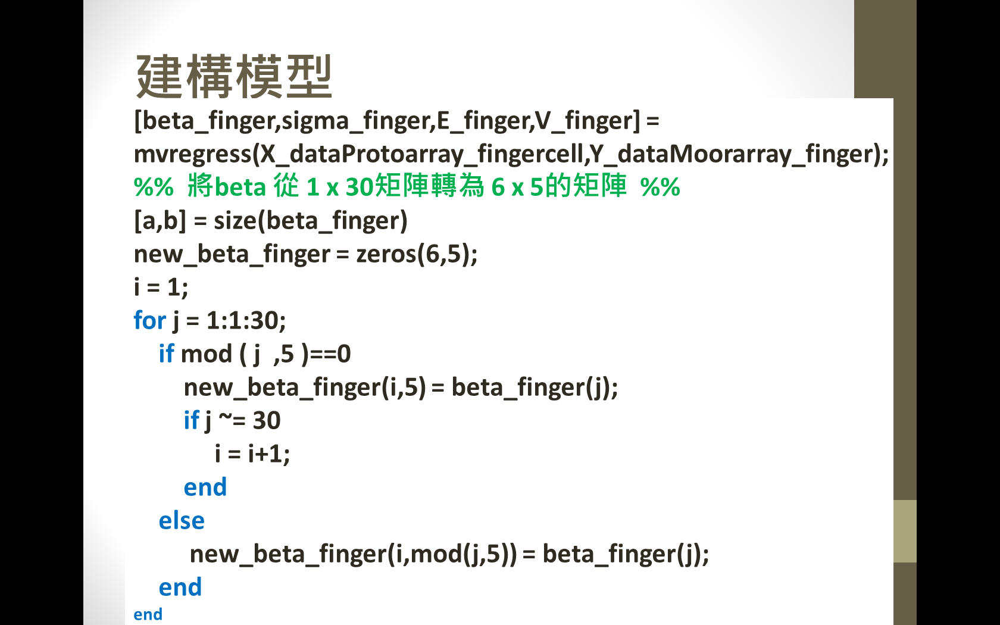 建構模型
[beta_finger,sigma_finger,E_finger,V_finger] =
mvregress(X_dataProtoarray_fingercell,Y_dataMoorarray_finger);
%% 將beta 從 1 x 30矩陣轉為 6 x 5的矩陣 %%
[a,b] = size(beta_finger)
new_beta_finger = zeros(6,5);
i = 1;
for j = 1:1:30;
if mod ( j ,5 )==0
new_beta_finger(i,5) = beta_finger(j);
if j ~= 30
i = i+1;
end
else
new_beta_finger(i,mod(j,5)) = beta_finger(j);
end
end